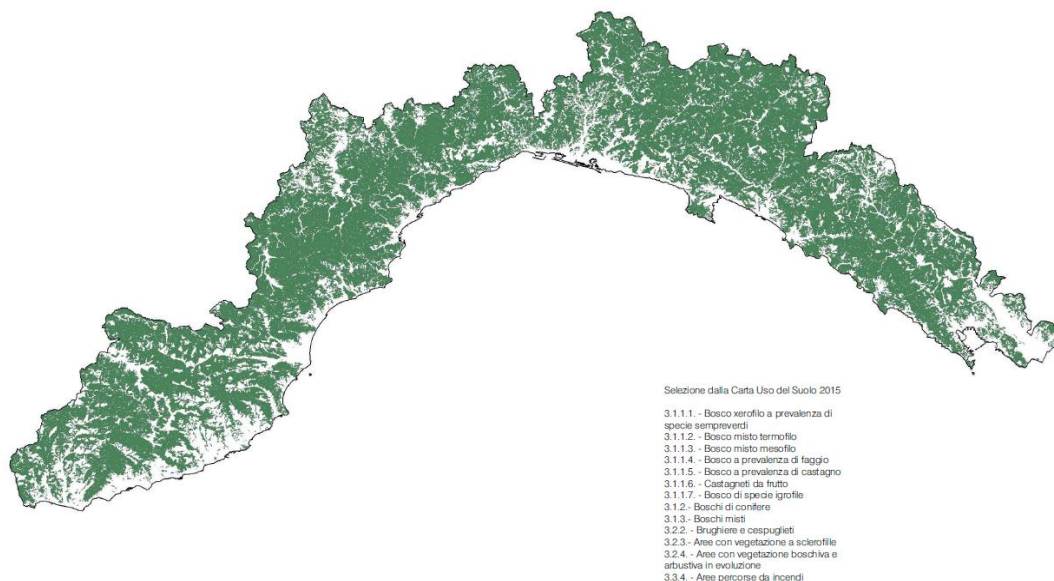 Selezione dalla Carta Uso del Suolo 2015
3.1.1.1. - Bosco xerofilo a prevalenza di
specie sempreverdi
3.1.1.2. - Bosco misto termofilo
3.1.1.3. - Bosco misto mesofilo
3.1.1.4. - Bosco a prevalenza di faggio
3.1.1.5. - Bosco a prevalenza di castagno
3.1.1.6. - Castagneti da frutto
3.1.1.7. - Bosco di specie igrofile
3.1.2.- Boschi di conifere
3.1.3.- Boschi misti
3.2.2. - Brughiere e cespuglieti
3.2.3.- Aree con vegetazione a sclerofille
3.2.4. - Aree con vegetazione boschiva e
arbustiva in evoluzione
3.3.4. - Aree percorse da incendi